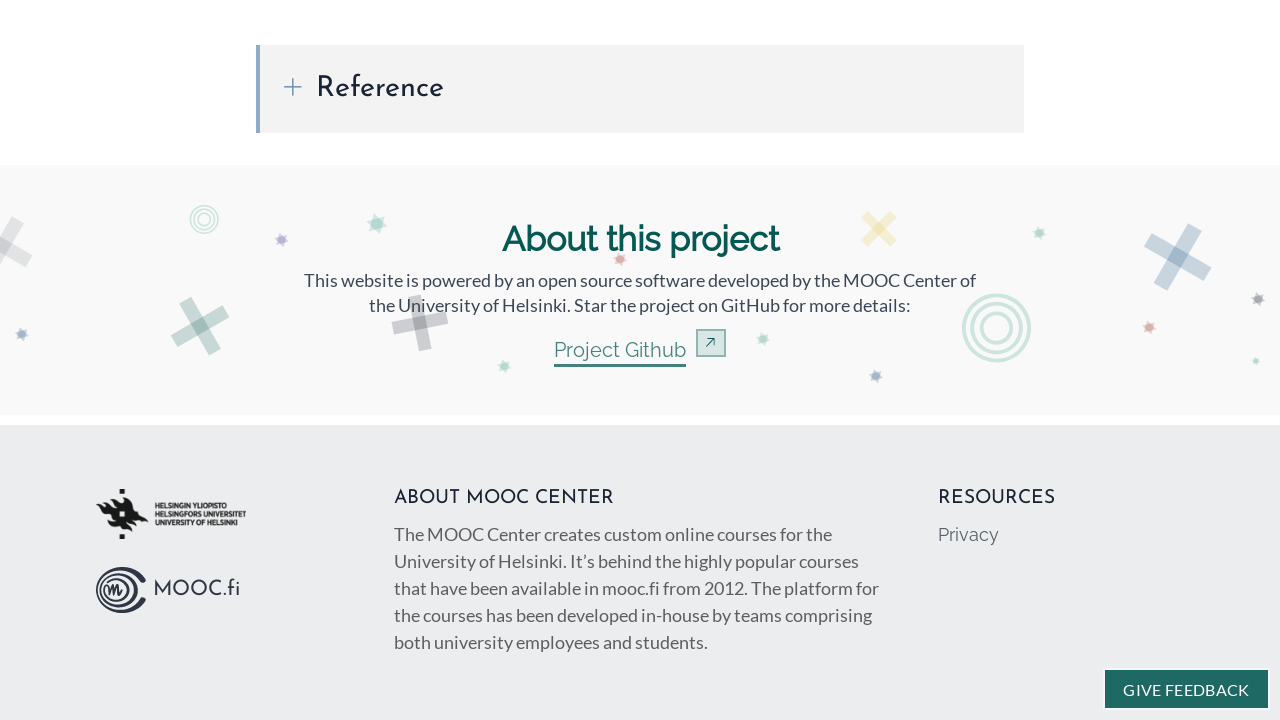 Reference
About this project
This website is powered by an open source software developed by the MOOC Center of
the University of Helsinki. Star the project on GitHub for more details:
Project Github
HELSINGIN YLIOPISTO
HELSINGFORS UNIVERSITET
UNIVERSITY OF HELSINKI
MOOC.fi
ABOUT MOOC CENTER
The MOOC Center creates custom online courses for the
University of Helsinki. It’s behind the highly popular courses
that have been available in mooc.fi from 2012. The platform for
the courses has been developed in-house by teams comprising
both university employees and students.
RESOURCES
Privacy
GIVE FEEDBACK